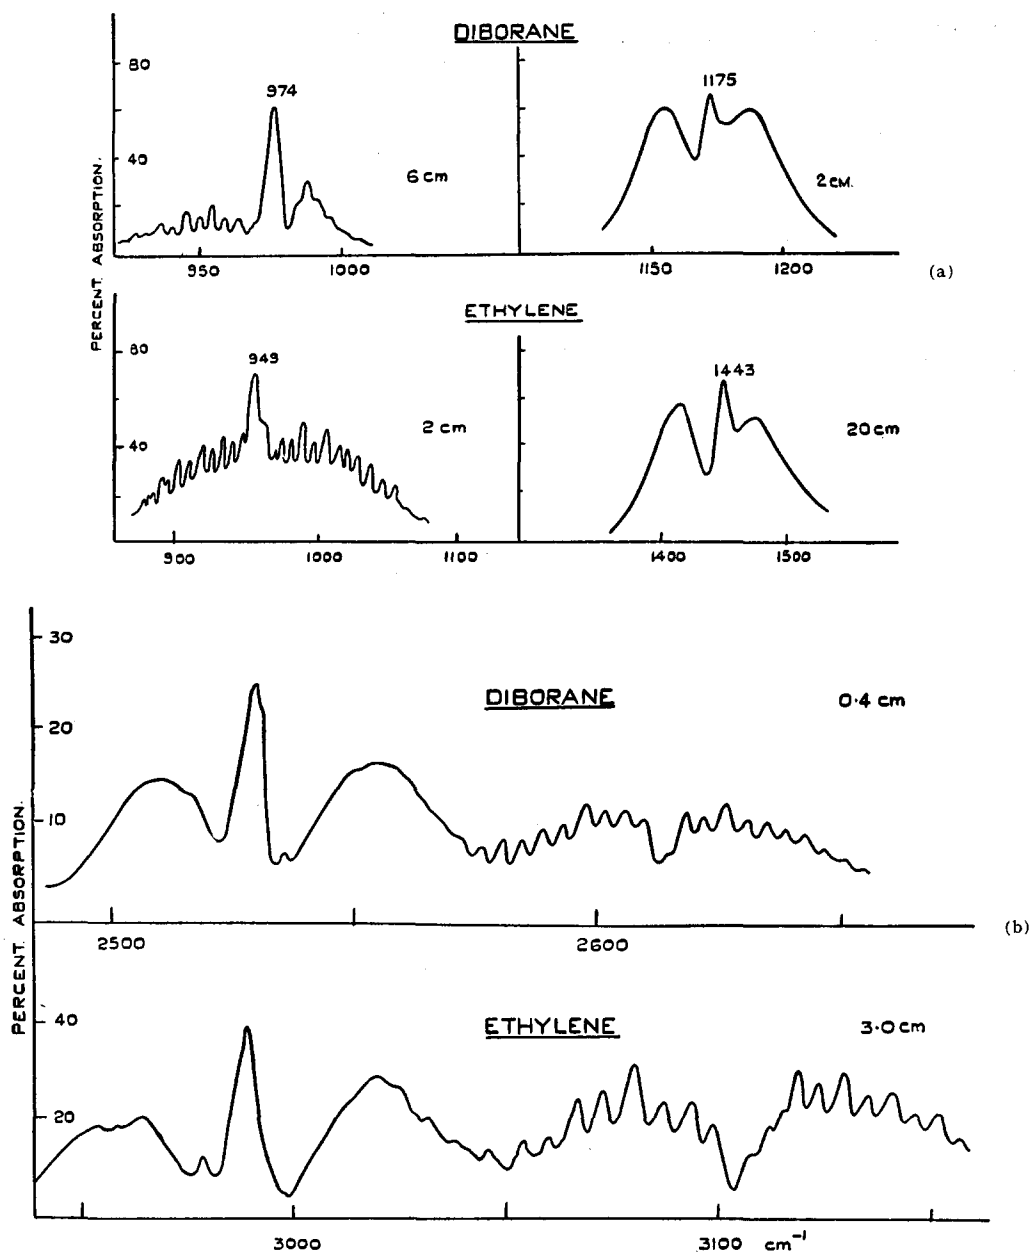 DIBORANE
80
40
974
6 cm
950
1000
1175
2 CM.
1150
1200
(a)
PERCENT. ABSORPTION.
ETHYLENE
80
40
949
2 cm
900
1000
1100
1443
20 cm
1400
1500
30
20
10
DIBORANE
0.4 cm
2500
2600
(b)
PERCENT. ABSORPTION.
40
20
ETHYLENE
3.0 cm
3000
3100
cm⁻¹